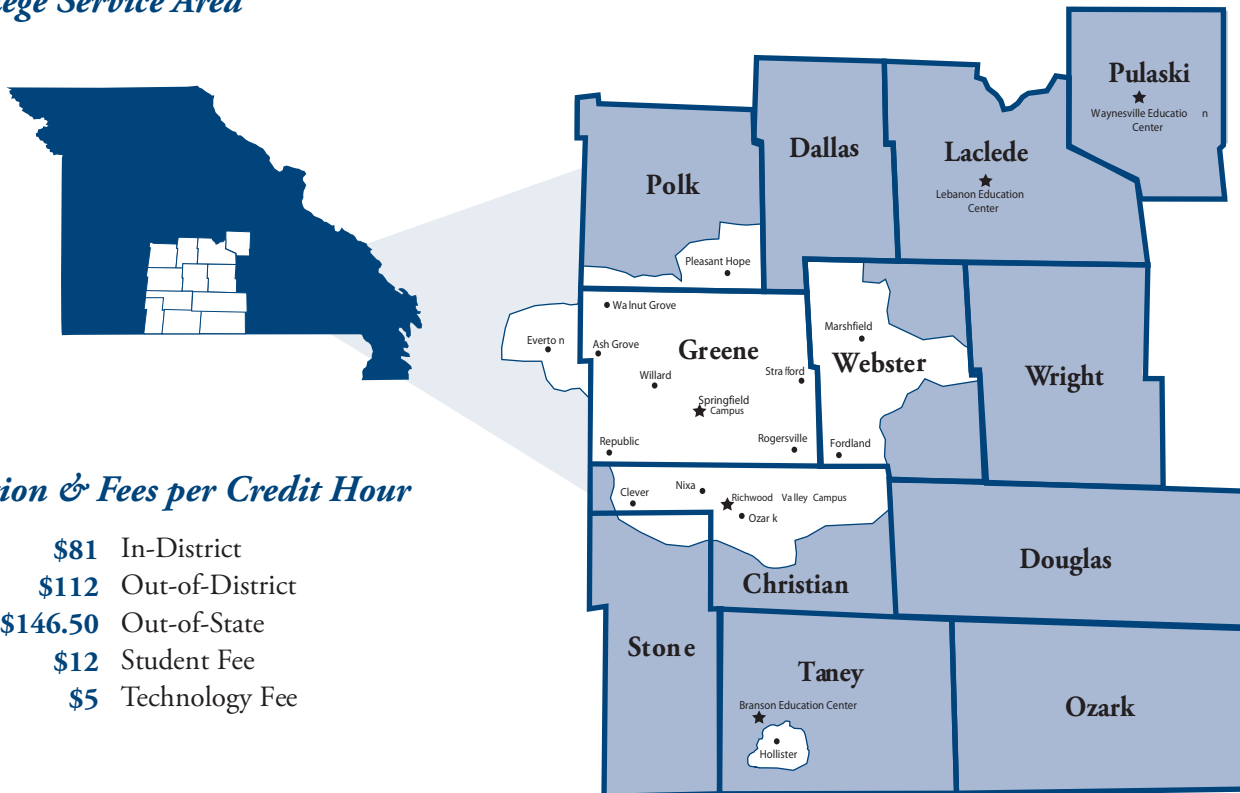 lege Service Area
Pulaski
Waynesville Educatio n
Center
Dallas
Laclede
Lebanon Education
Center
Polk
Pleasant Hope
Walnut Grove
Everton
Ash Grove
Greene
Marshfield
Webster
Willard
Strafford
Wright
Springfield
Campus
Republic
Rogersville
Fordland
Clever
Nixa
Richwood Valley Campus
Ozark
Christian
Douglas
Stone
Taney
Branson Education Center
Hollister
Ozark
ion & Fees per Credit Hour
$81 In-District
$112 Out-of-District
$146.50 Out-of-State
$12 Student Fee
$5 Technology Fee